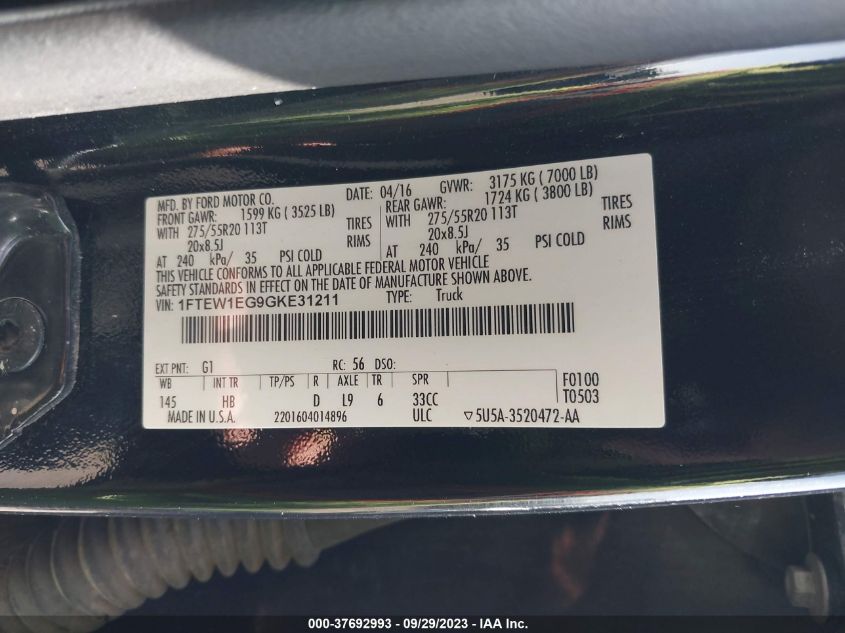 MFD. BY FORD MOTOR CO. DATE: 04/16 GVWR: 3175 KG ( 7000 LB)
FRONT GAWR: 1599 KG ( 3525 LB) REAR GAWR: 1724 KG ( 3800 LB)
WITH 275/55R20 113T TIRES WITH 275/55R20 113T TIRES
20x8.5J RIMS 20x8.5J RIMS
AT 240 kPa/ 35 PSI COLD AT 240 kPa/ 35 PSI COLD
THIS VEHICLE CONFORMS TO ALL APPLICABLE FEDERAL MOTOR VEHICLE
SAFETY STANDARDS IN EFFECT ON THE DATE OF MANUFACTURE SHOWN ABOVE.
VIN: 1FTEW1EG9GKE31211 TYPE: Truck
EXT PNT: G1 RC: 56 DSO:
WB INT TR TP/PS R AXLE TR SPR F0100
145 HB D L9 6 33CC T0503
MADE IN U.S.A. 2201604014896 ULC ▽5U5A-3520472-AA
000-37692993 - 09/29/2023 - IAA Inc.